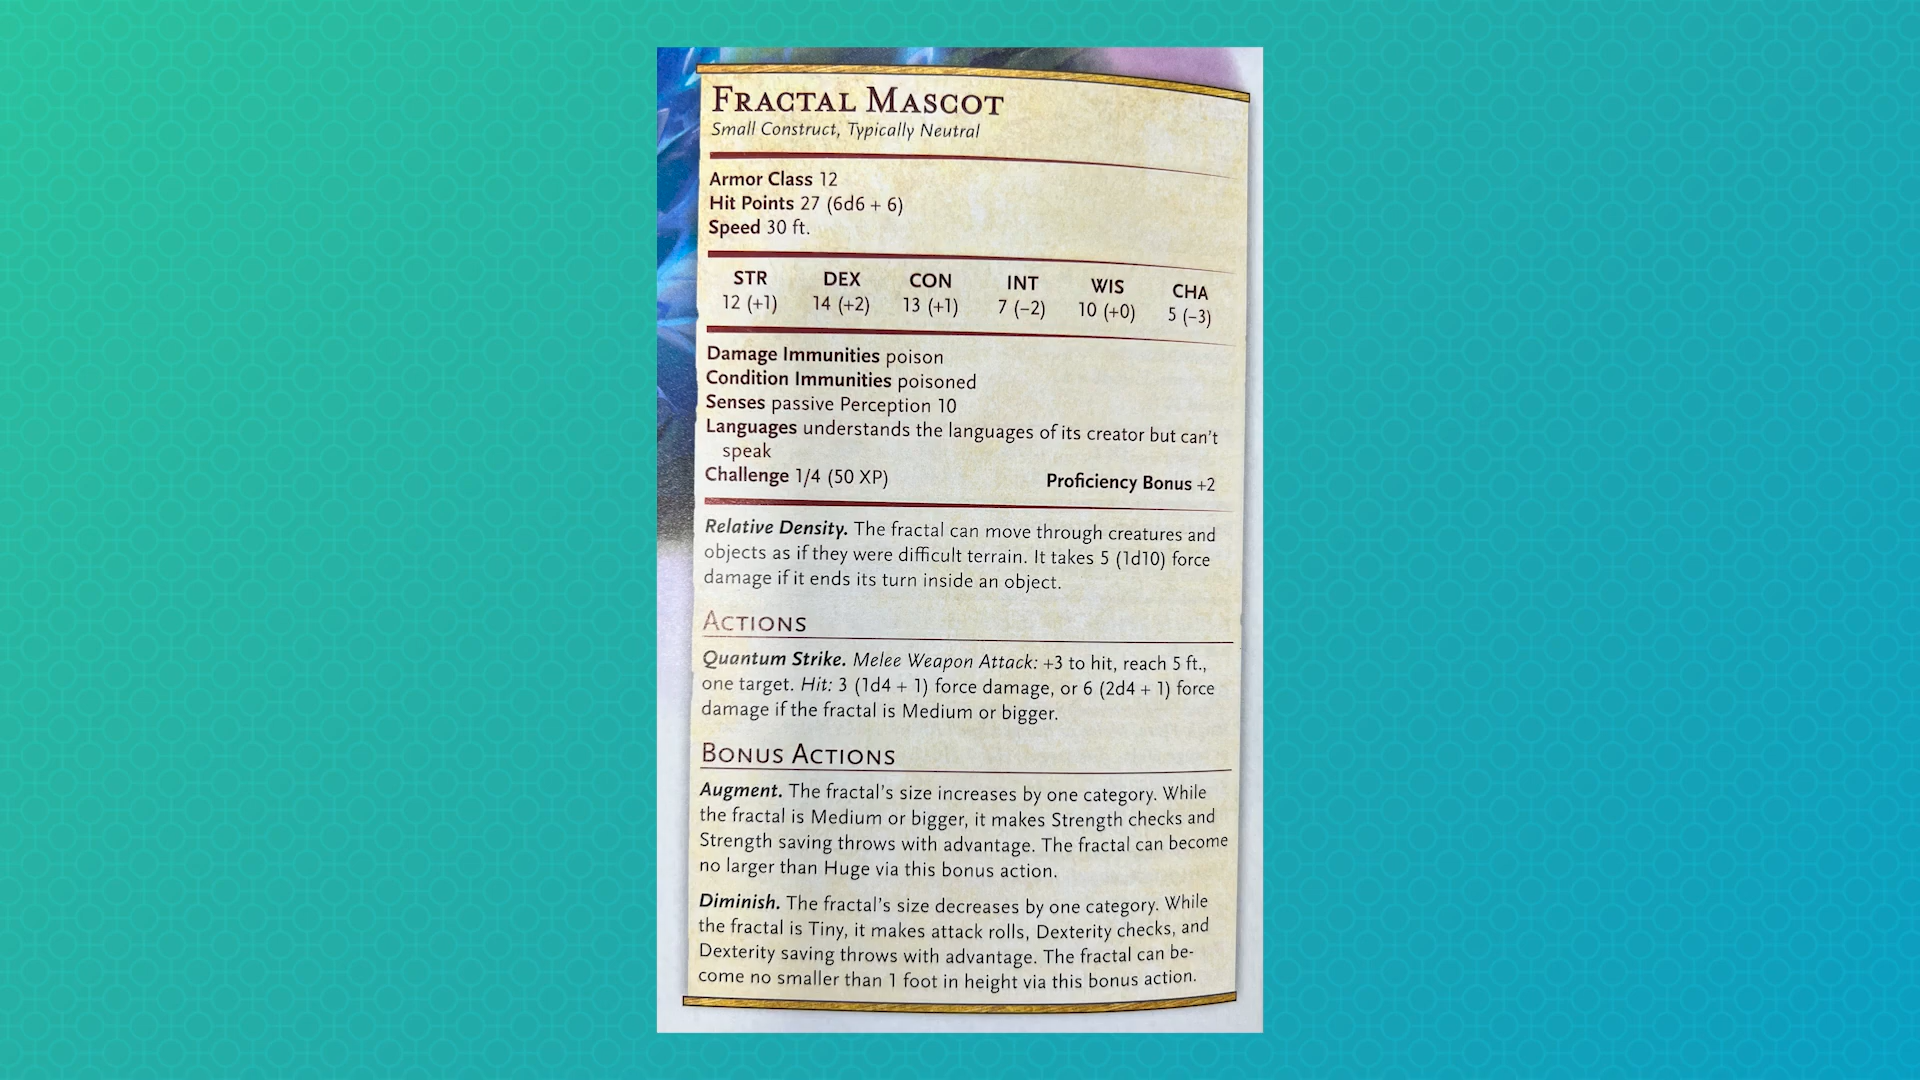 FRACTAL MASCOT
Small Construct, Typically Neutral
Armor Class 12
Hit Points 27 (6d6 + 6)
Speed 30 ft.
STR DEX CON INT WIS CHA
12 (+1) 14 (+2) 13 (+1) 7 (−2) 10 (+0) 5 (−3)
Damage Immunities poison
Condition Immunities poisoned
Senses passive Perception 10
Languages understands the languages of its creator but can't
speak
Challenge 1/4 (50 XP) Proficiency Bonus +2
Relative Density. The fractal can move through creatures and
objects as if they were difficult terrain. It takes 5 (1d10) force
damage if it ends its turn inside an object.
ACTIONS
Quantum Strike. Melee Weapon Attack: +3 to hit, reach 5 ft.,
one target. Hit: 3 (1d4 + 1) force damage, or 6 (2d4 + 1) force
damage if the fractal is Medium or bigger.
BONUS ACTIONS
Augment. The fractal's size increases by one category. While
the fractal is Medium or bigger, it makes Strength checks and
Strength saving throws with advantage. The fractal can become
no larger than Huge via this bonus action.
Diminish. The fractal's size decreases by one category. While
the fractal is Tiny, it makes attack rolls, Dexterity checks, and
Dexterity saving throws with advantage. The fractal can be-
come no smaller than 1 foot in height via this bonus action.